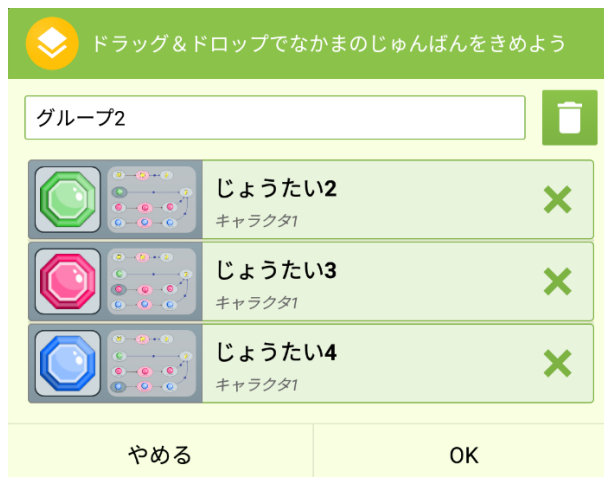 ドラッグ＆ドロップでなかまのじゅんばんをきめよう
グループ2
じょうたい2
キャラクタ1
じょうたい3
キャラクタ1
じょうたい4
キャラクタ1
やめる
OK